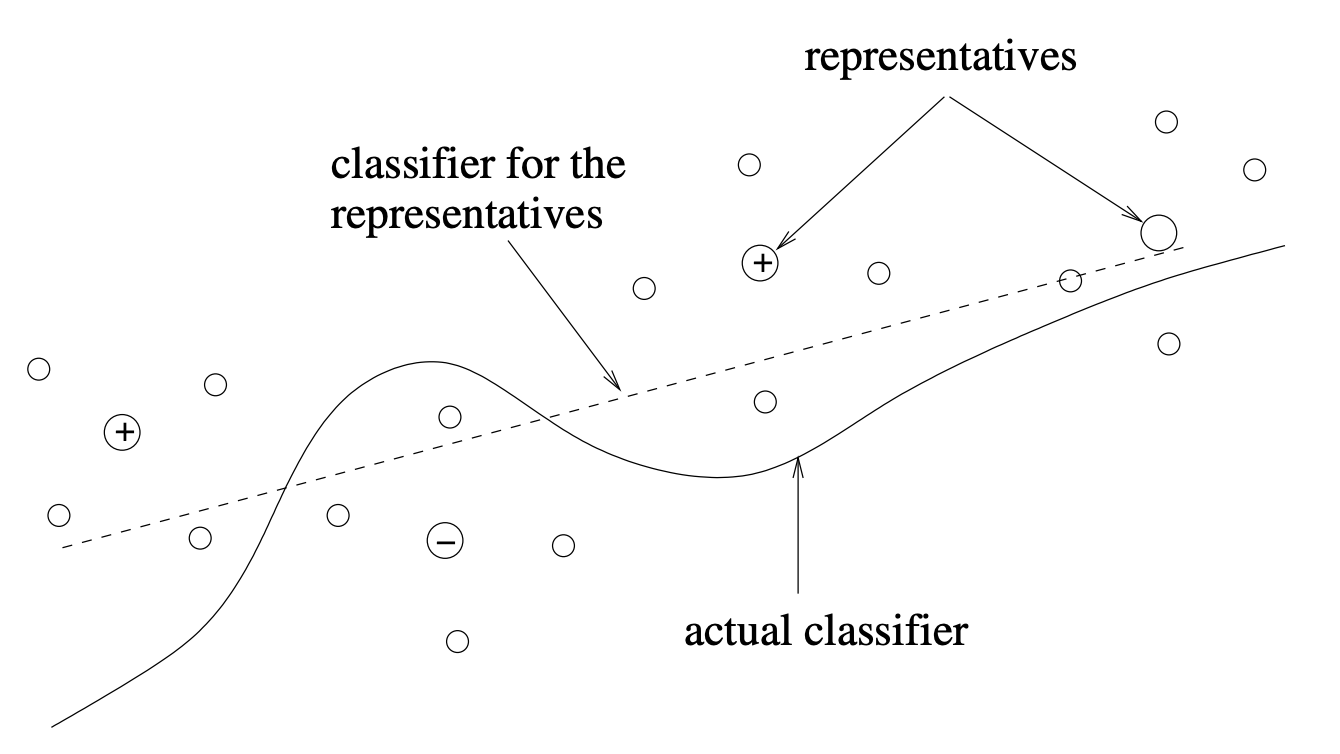 representatives
classifier for the
representatives
+
+
−
actual classifier